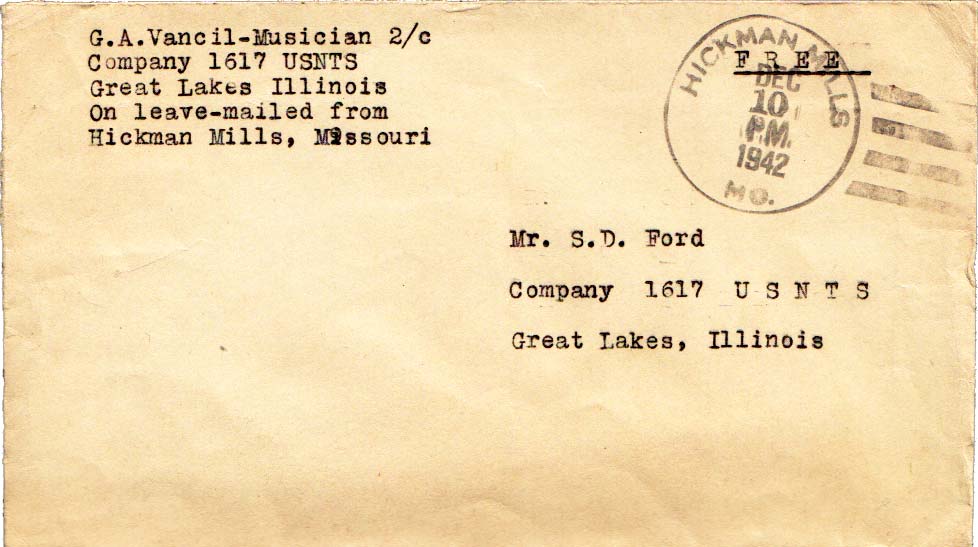 G.A.Vancil-Musician 2/c
Company 1617 USNTS
Great Lakes Illinois
On leave-mailed from
Hickman Mills, Missouri
HICKMAN MILLS
FREE
DEC
10
P.M.
1942
MO.
Mr. S.D. Ford
Company 1617 U S N T S
Great Lakes, Illinois